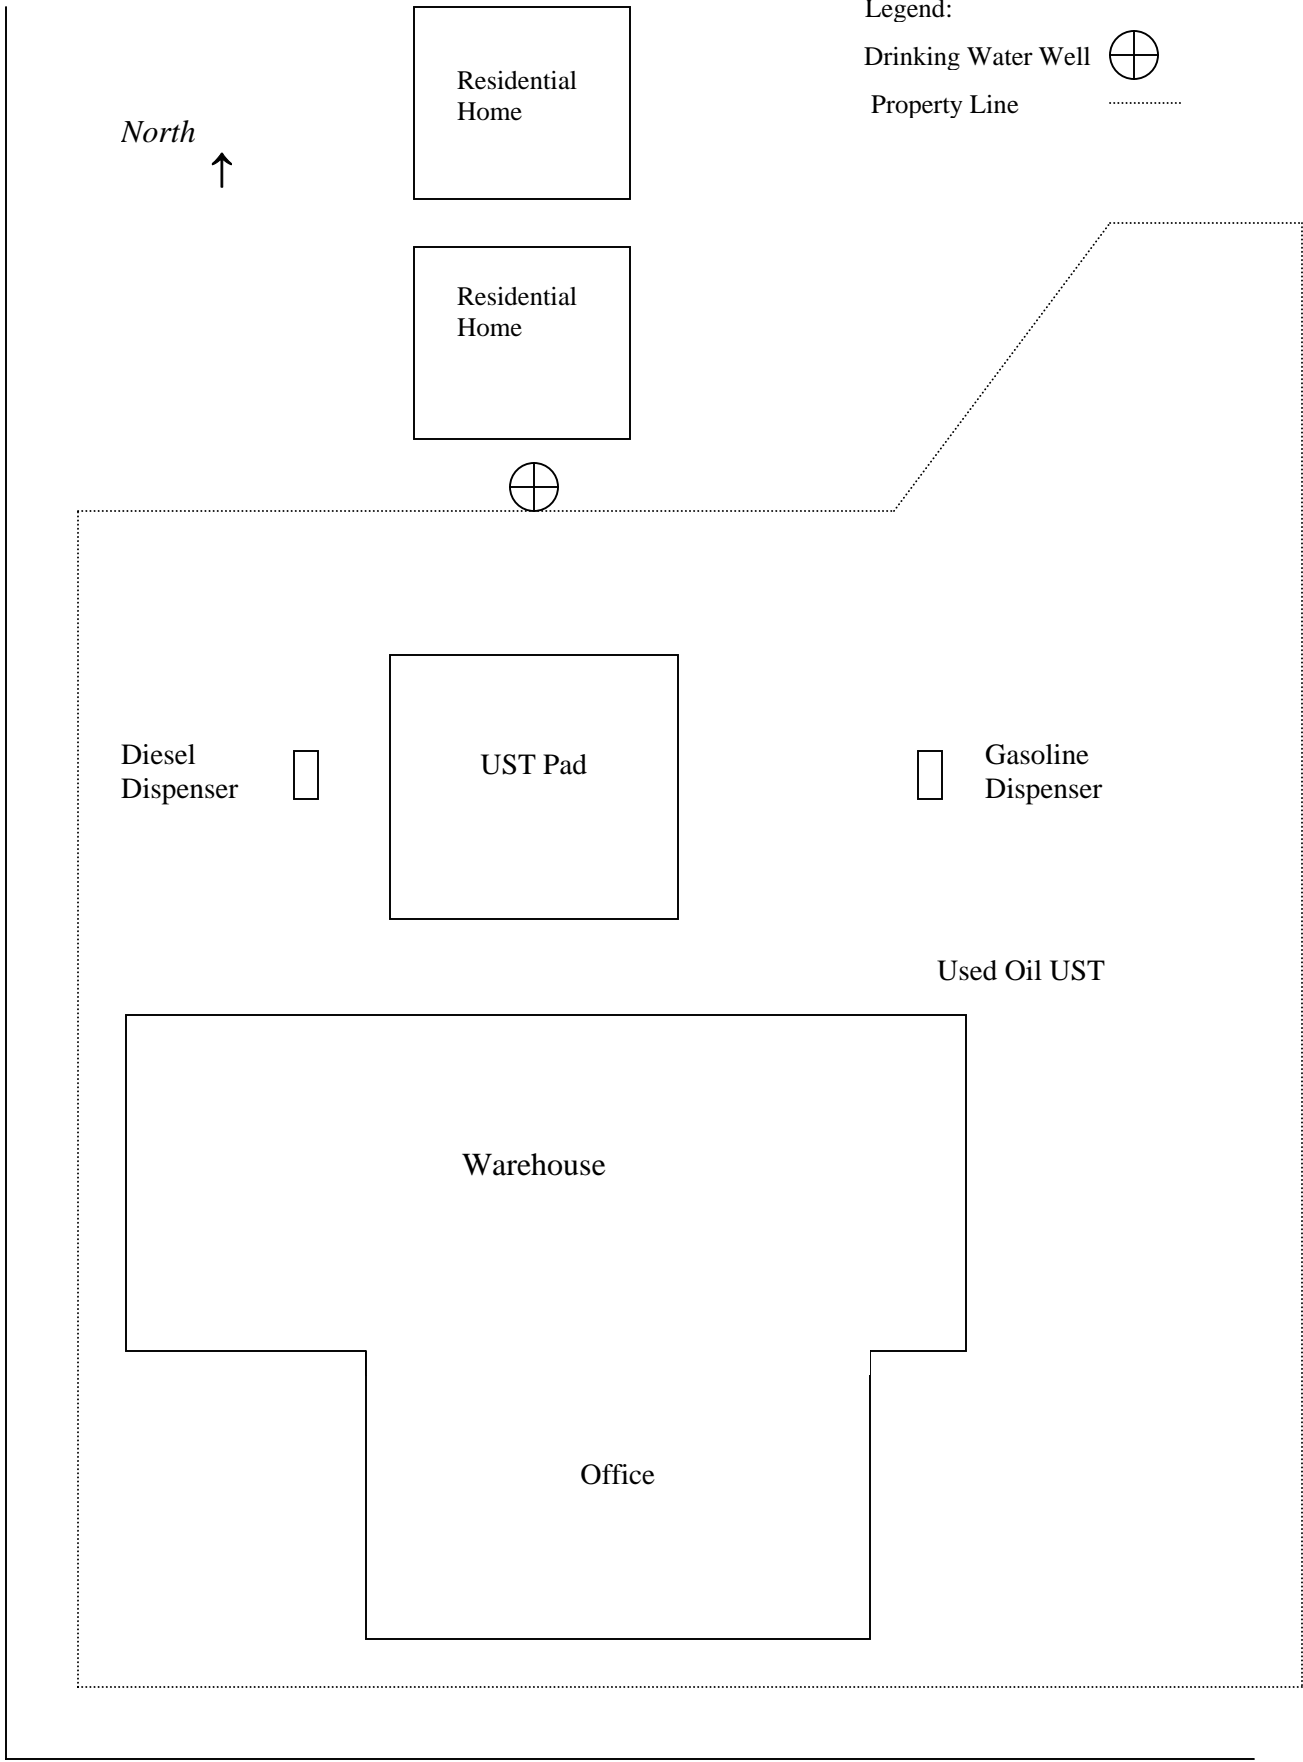 Legend:
Drinking Water Well
Property Line
North
Residential
Home
Residential
Home
Diesel
Dispenser
UST Pad
Gasoline
Dispenser
Used Oil UST
Warehouse
Office